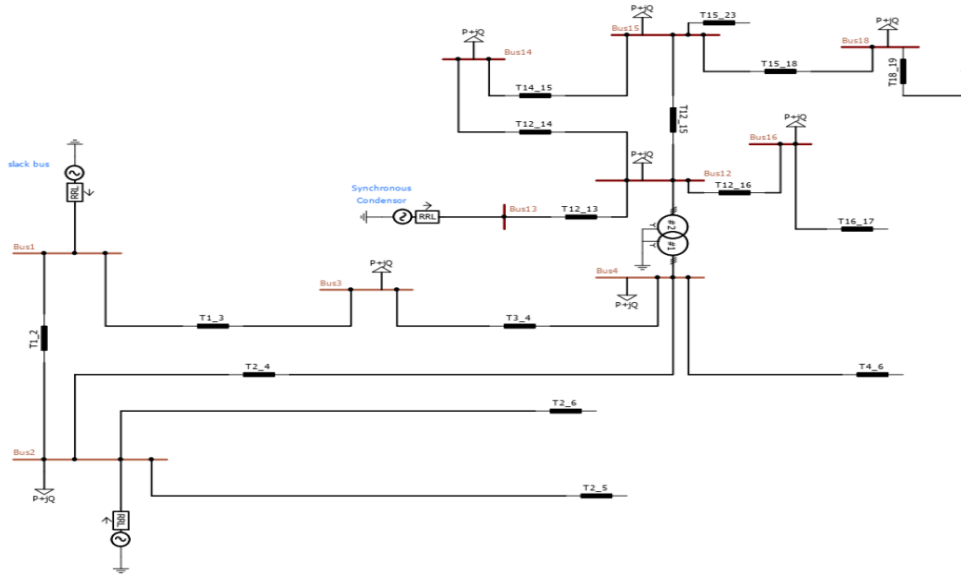 P+jQ
T15_23
Bus15
P+jQ
Bus18
P+jQ
Bus14
T15_18
T18_19
T14_15
T12_15
T12_14
P+jQ
Bus16
slack bus
P+jQ
Bus12
T12_16
RRL
Synchronous
Condensor
RRL
Bus13
T12_13
#2
#1
T16_17
Bus1
P+jQ
Bus3
Bus4
P+jQ
T1_3
T3_4
T1_2
T2_4
T4_6
T2_6
Bus2
P+jQ
T2_5
RRL